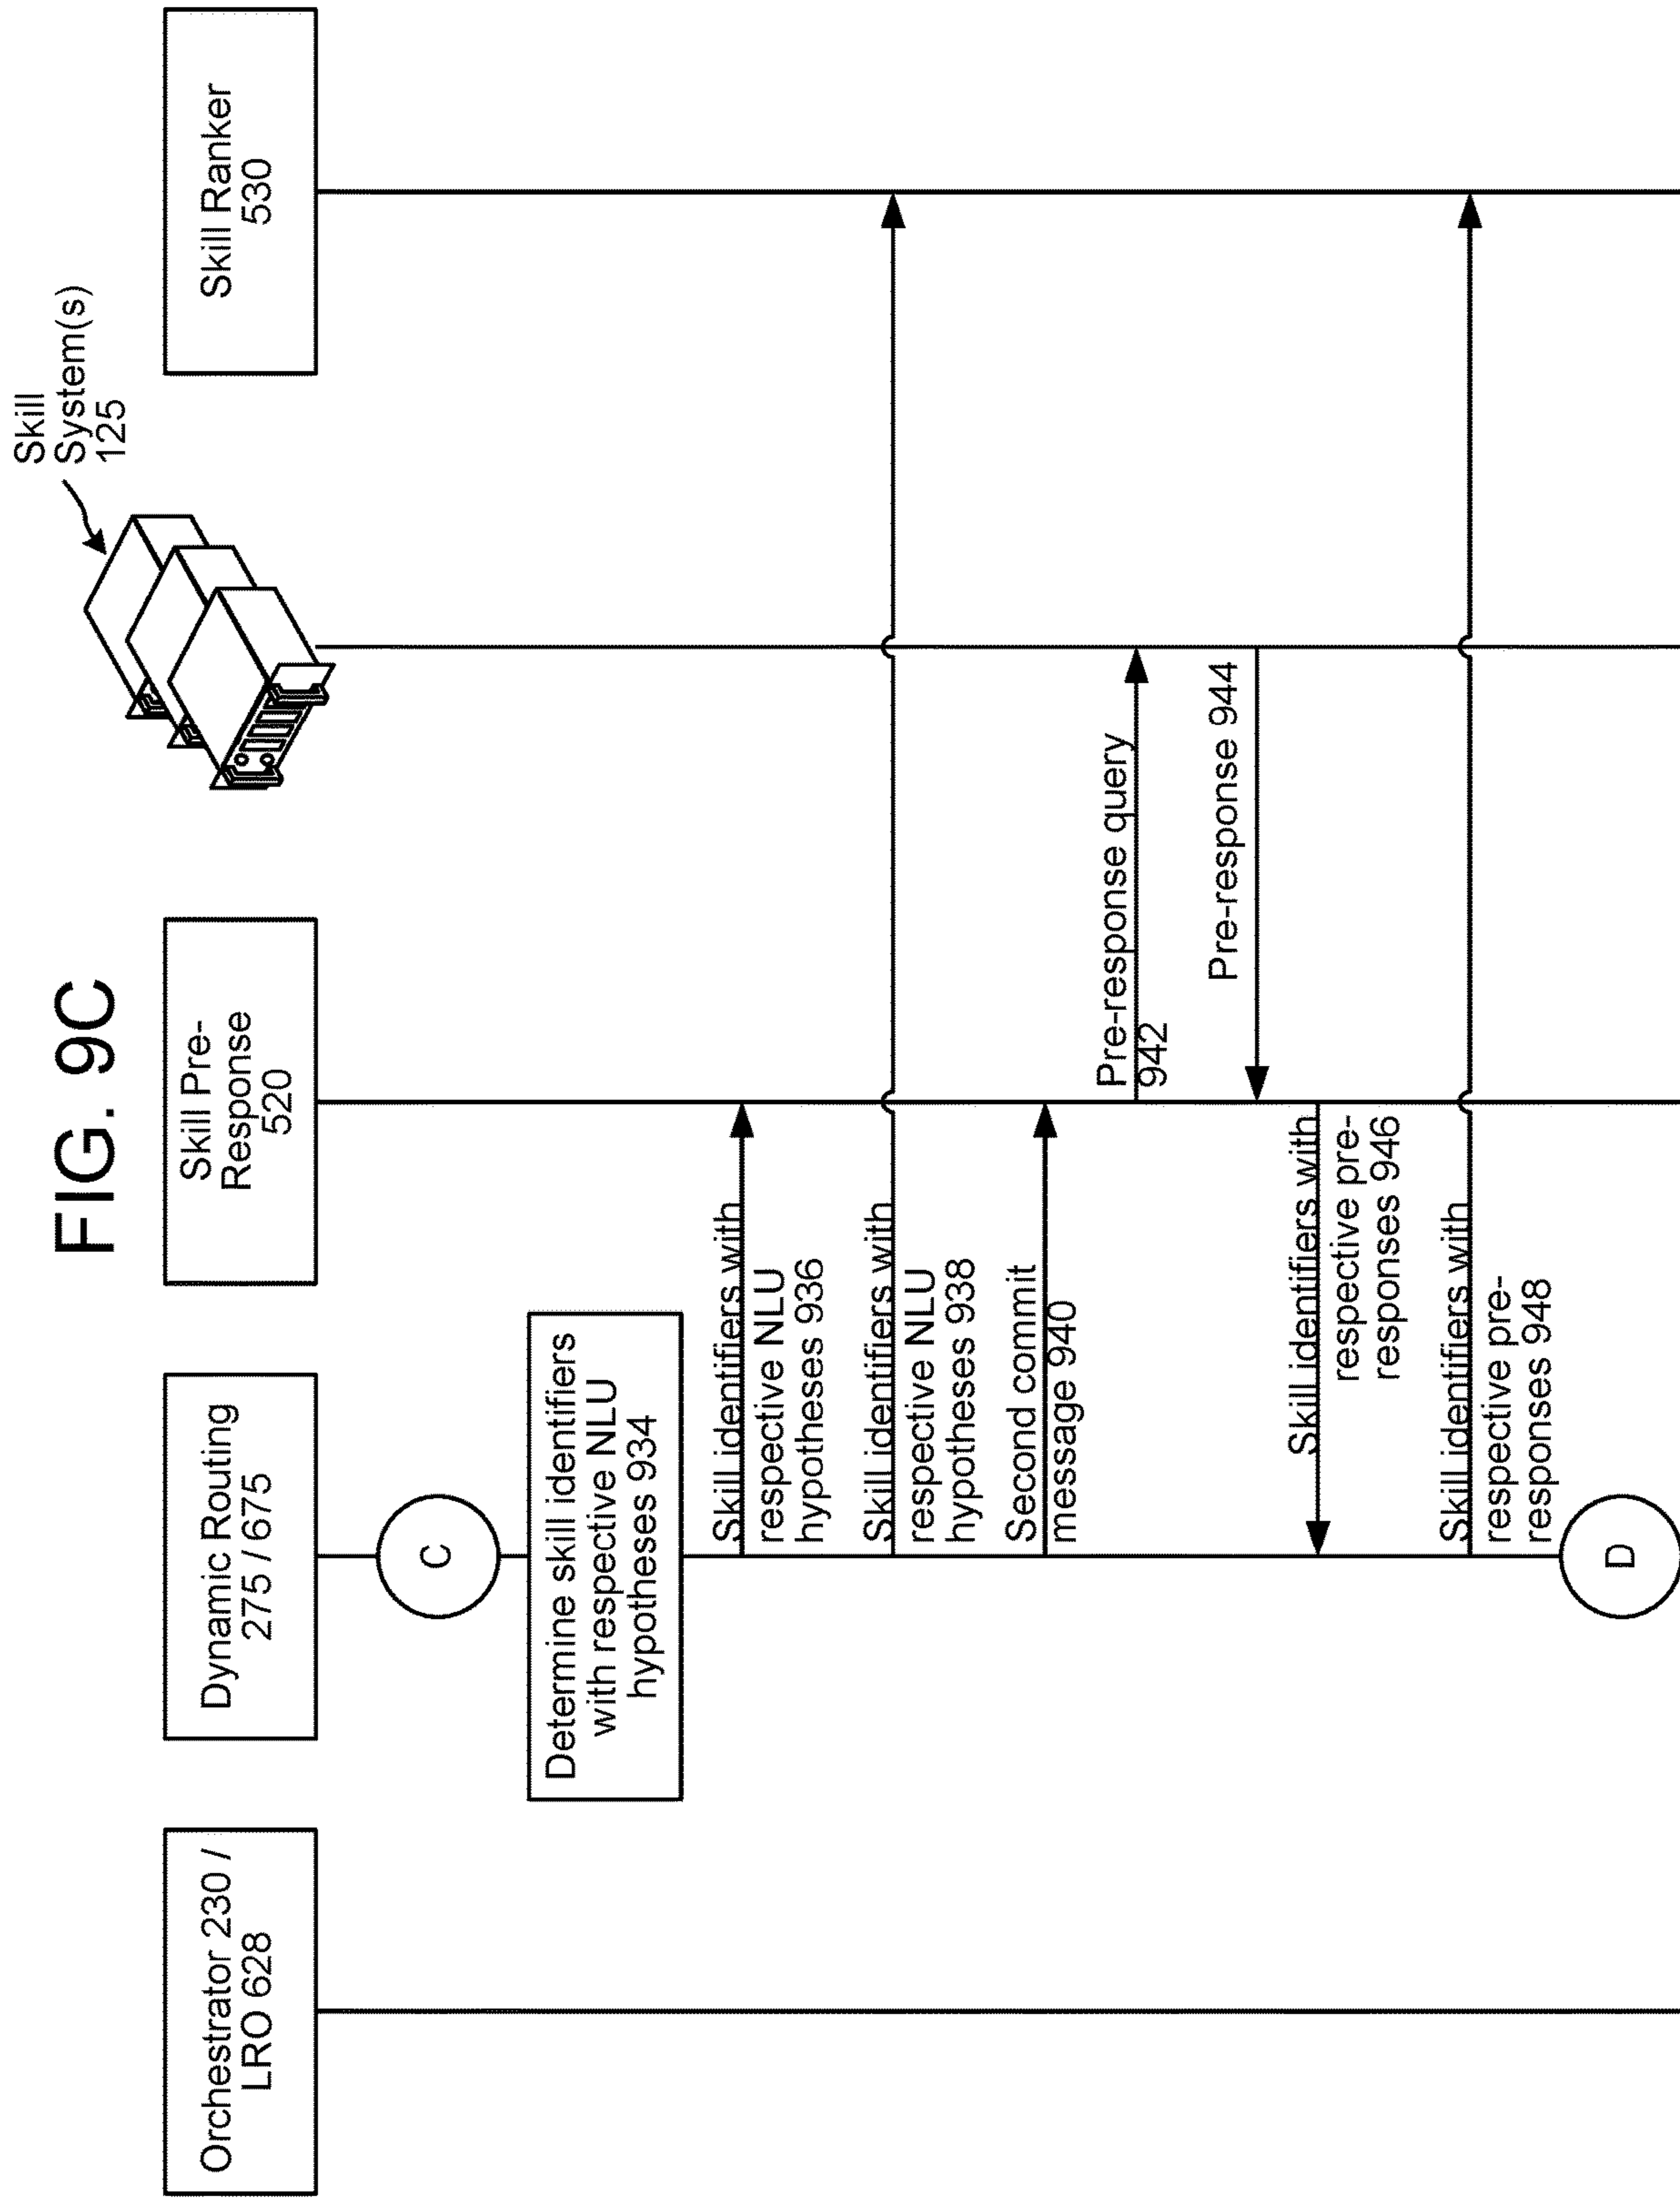 FIG. 9C
Orchestrator 230 /
LRO 628
Dynamic Routing
275 / 675
Skill Pre-
Response
520
Skill
System(s)
125
Skill Ranker
530
C
Determine skill identifiers
with respective NLU
hypotheses 934
Skill identifiers with
respective NLU
hypotheses 936
Skill identifiers with
respective NLU
hypotheses 938
Second commit
message 940
Pre-response query
942
Pre-response 944
Skill identifiers with
respective pre-
responses 946
Skill identifiers with
respective pre-
responses 948
D